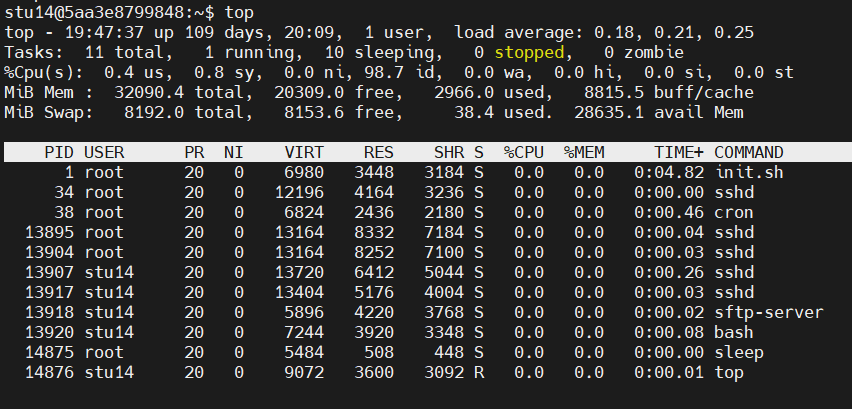 stu14@5aa3e8799848:~$ top
top - 19:47:37 up 109 days, 20:09,  1 user,  load average: 0.18, 0.21, 0.25
Tasks:  11 total,   1 running,  10 sleeping,   0 stopped,   0 zombie
%Cpu(s):  0.4 us,  0.8 sy,  0.0 ni, 98.7 id,  0.0 wa,  0.0 hi,  0.0 si,  0.0 st
MiB Mem :  32090.4 total,  20309.0 free,   2966.0 used,   8815.5 buff/cache
MiB Swap:   8192.0 total,   8153.6 free,     38.4 used.  28635.1 avail Mem
PID USER      PR  NI    VIRT    RES    SHR S  %CPU  %MEM     TIME+ COMMAND
1 root      20   0    6980   3448   3184 S   0.0   0.0   0:04.82 init.sh
34 root      20   0   12196   4164   3236 S   0.0   0.0   0:00.00 sshd
38 root      20   0    6824   2436   2180 S   0.0   0.0   0:00.46 cron
13895 root      20   0   13164   8332   7184 S   0.0   0.0   0:00.04 sshd
13904 root      20   0   13164   8252   7100 S   0.0   0.0   0:00.03 sshd
13907 stu14     20   0   13720   6412   5044 S   0.0   0.0   0:00.26 sshd
13917 stu14     20   0   13404   5176   4004 S   0.0   0.0   0:00.03 sshd
13918 stu14     20   0    5896   4220   3768 S   0.0   0.0   0:00.02 sftp-server
13920 stu14     20   0    7244   3920   3348 S   0.0   0.0   0:00.08 bash
14875 root      20   0    5484    508    448 S   0.0   0.0   0:00.00 sleep
14876 stu14     20   0    9072   3600   3092 R   0.0   0.0   0:00.01 top